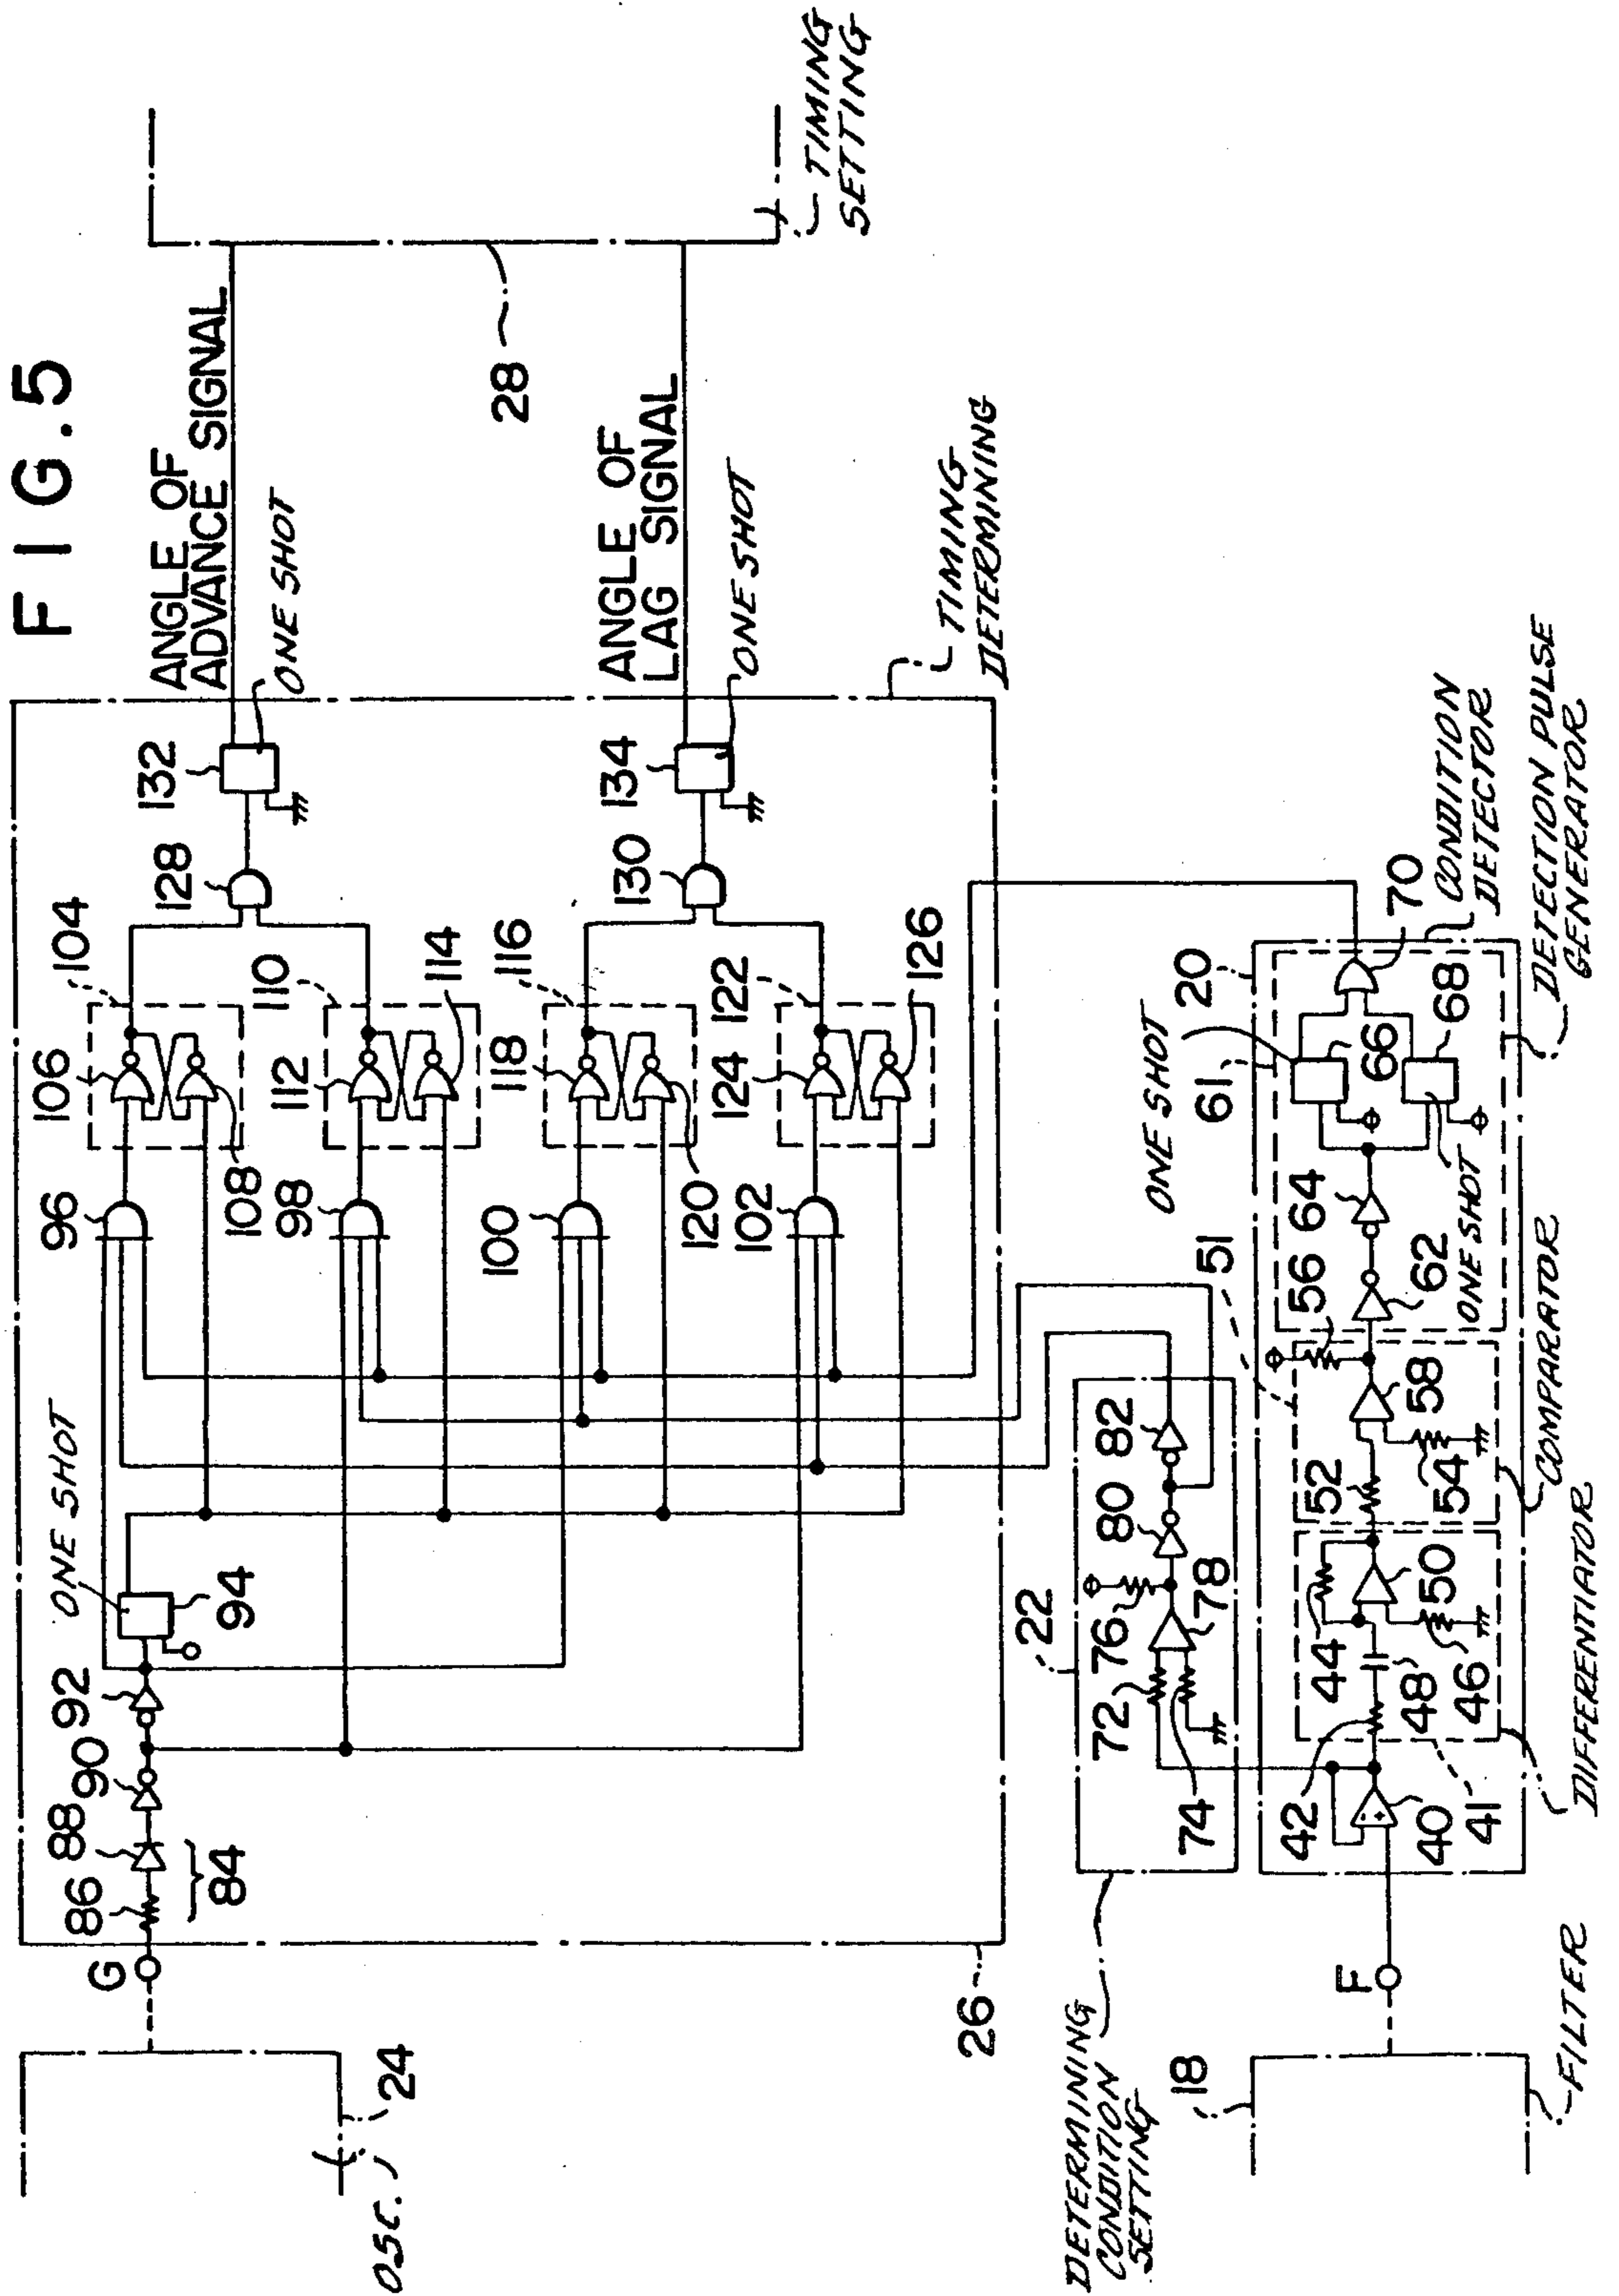 FIG.5
OSC.
24
G
84
86
88
90
92
94
ONE SHOT
96
98
100
102
104
106
108
110
112
114
116
118
120
122
124
126
128
130
132
134
ANGLE OF
ADVANCE SIGNAL
ONE SHOT
ANGLE OF
LAG SIGNAL
ONE SHOT
28
TIMING
SETTING
TIMING
DETERMINING
26
DETERMINING
CONDITION
SETTING
22
72
74
76
78
80
82
18
FILTER
F
40
41
42
44
46
48
50
DIFFERENTIATOR
51
52
54
56
58
COMPARATOR
ONE SHOT
61
62
64
66
68
ONE SHOT
20
70
CONDITION
DETECTOR
DETECTION PULSE
GENERATOR